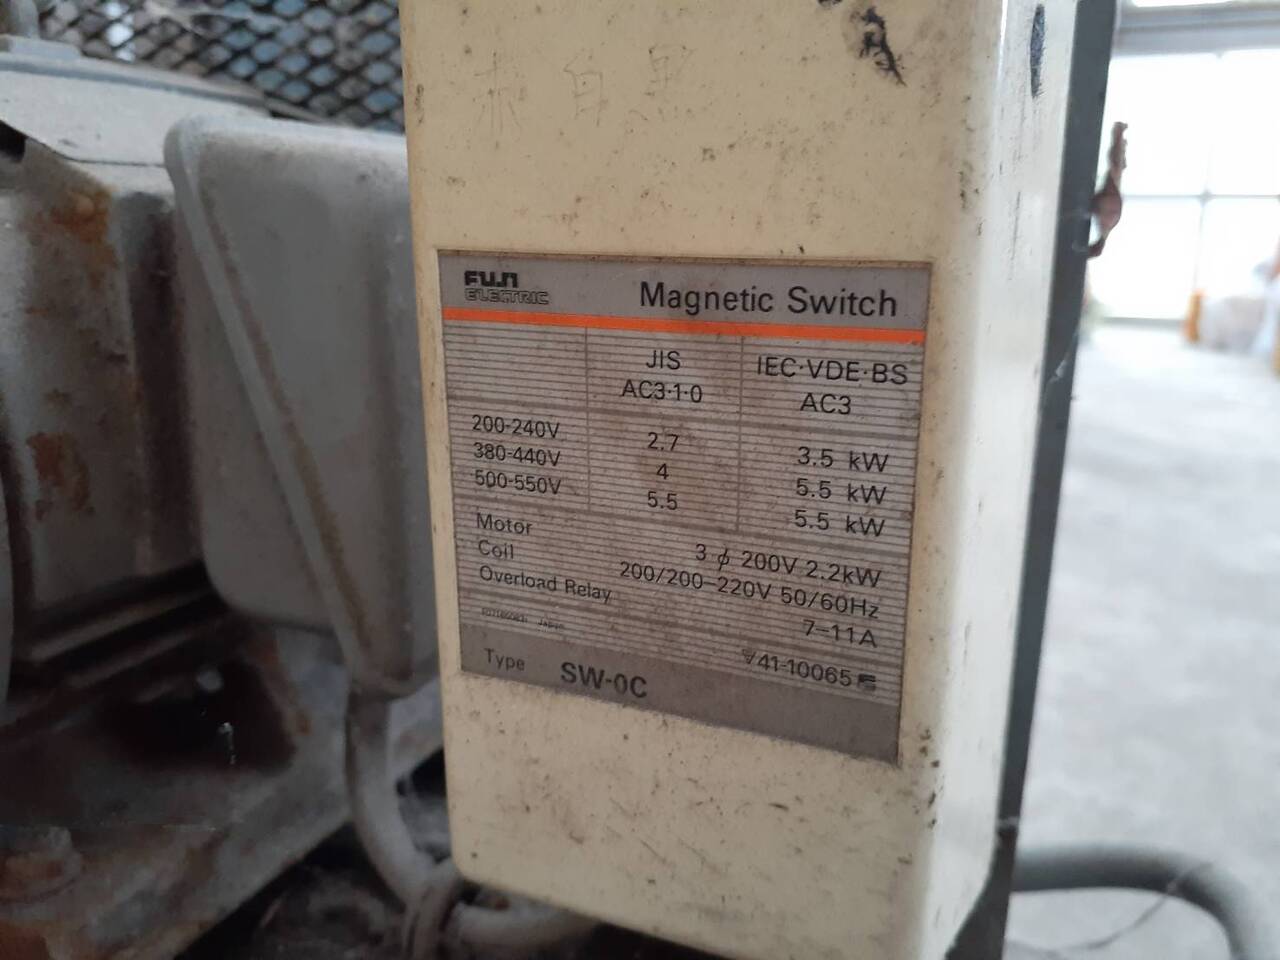 赤 白 黒
FUJI
ELECTRIC
Magnetic Switch
JIS IEC·VDE·BS
AC3·1·0 AC3
200-240V 2.7 3.5 kW
380-440V 4 5.5 kW
500-550V 5.5 5.5 kW
Motor 3 ϕ 200V 2.2kW
Coil 200/200-220V 50/60Hz
Overload Relay 7-11A
Japan
41-10065
Type SW-0C